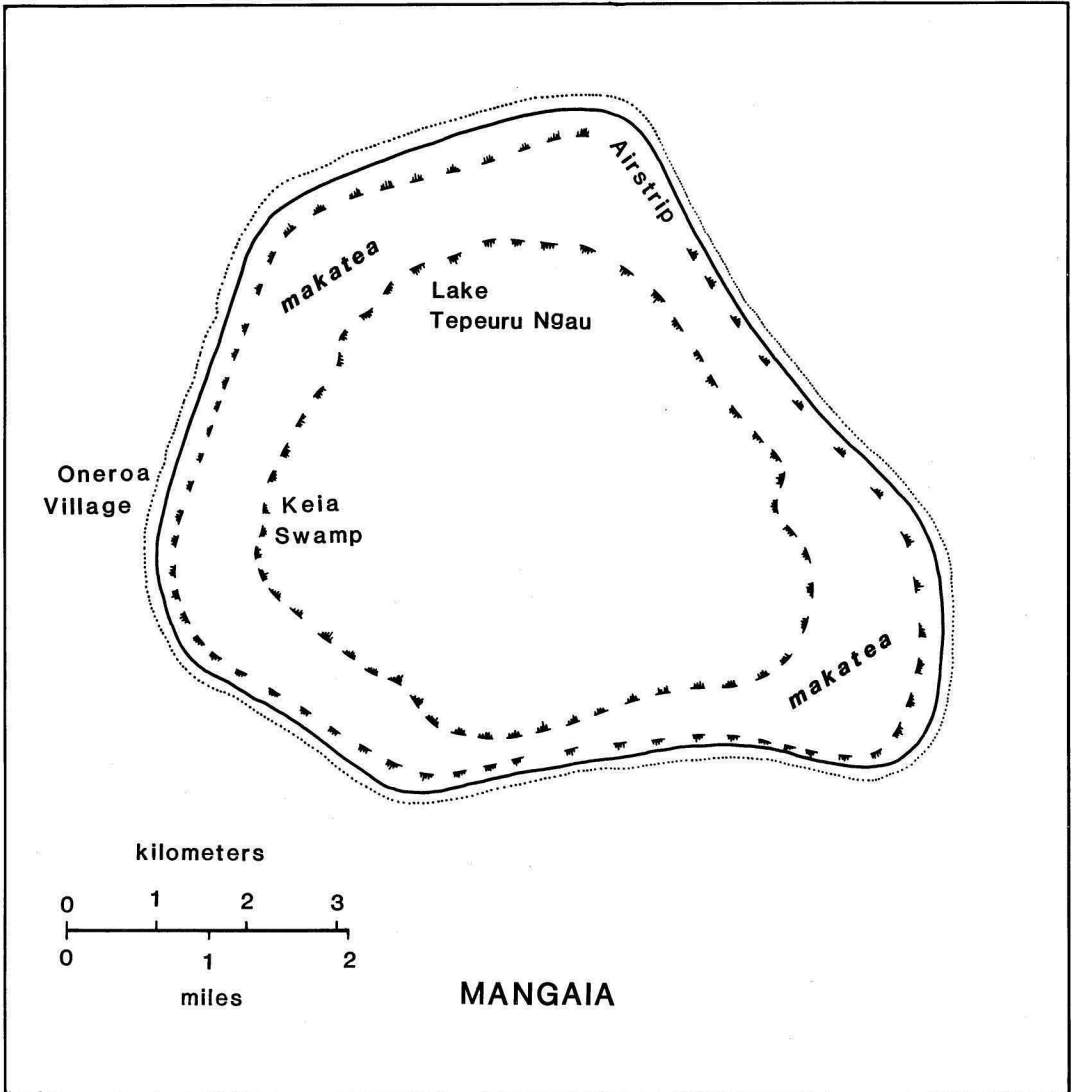 Airstrip
makatea
Lake
Tepeuru Ngau
Oneroa
Village
Keia
Swamp
makatea
kilometers
0 1 2 3
0 1 2
miles
MANGAIA